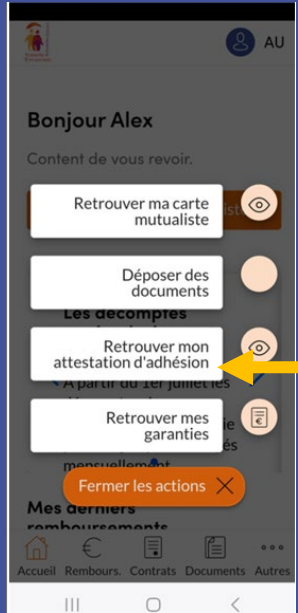 AU
Bonjour Alex
Content de vous revoir.
Retrouver ma carte
mutualiste
Déposer des
documents
Les décomptes
Retrouver mon
attestation d'adhésion
A partir du 1er juillet les
Retrouver mes
garanties
mensuellement
Fermer les actions
Mes derniers
remboursements
Accueil Rembours. Contrats Documents Autres